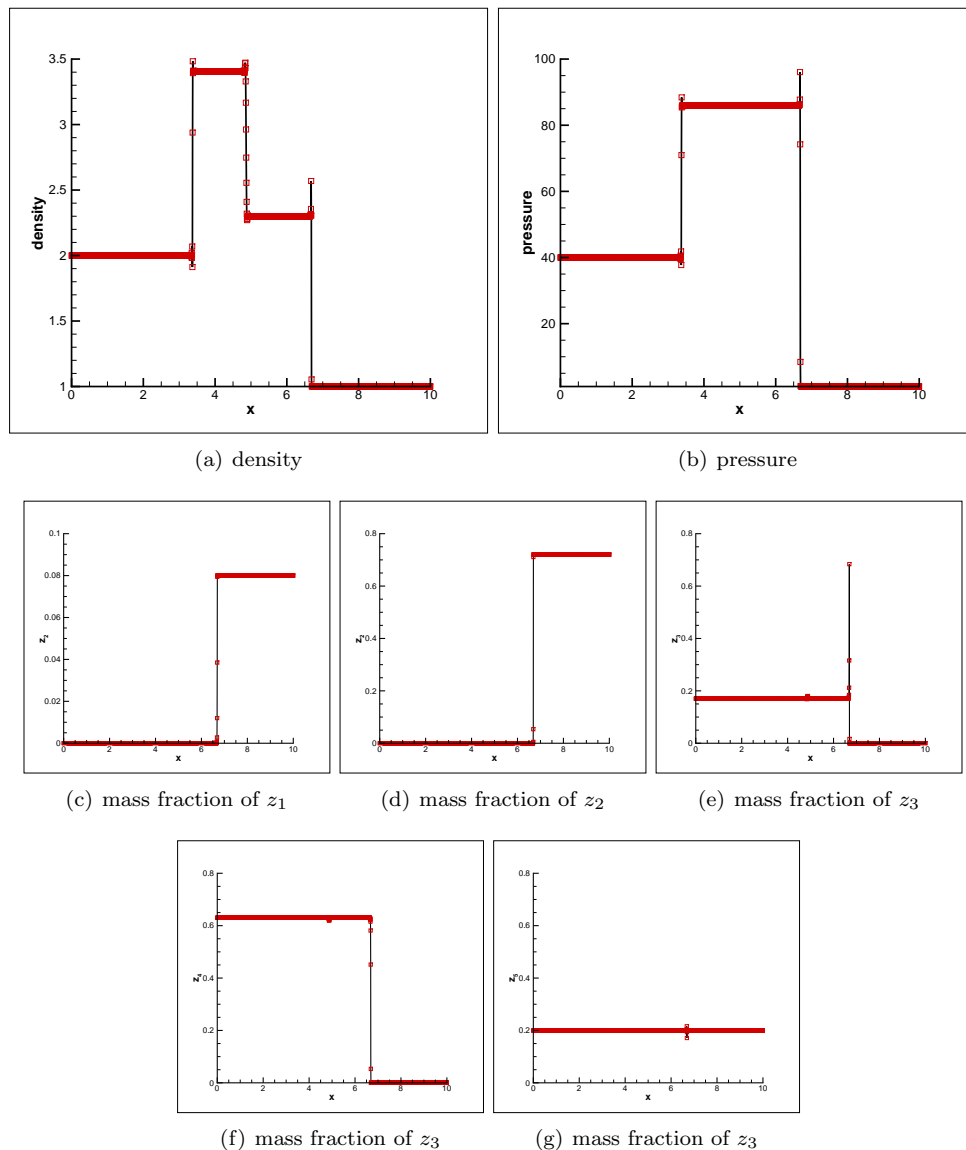 3.5
3
2.5
2
1.5
1
density
0 2 4 6 8 10
x
(a) density
100
80
60
40
20
pressure
0 2 4 6 8 10
x
(b) pressure
0.1
0.08
0.06
0.04
0.02
0
z₂
0 2 4 6 8 10
x
(c) mass fraction of z₁
0.8
0.6
0.4
0.2
0
z₂
0 2 4 6 8 10
x
(d) mass fraction of z₂
0.8
0.6
0.4
0.2
0
0 2 4 6 8 10
x
(e) mass fraction of z₃
0.8
0.6
0.4
0.2
0
z₄
0 2 4 6 8 10
x
(f) mass fraction of z₃
0.8
0.6
0.4
0.2
0
z₅
0 2 4 6 8 10
x
(g) mass fraction of z₃